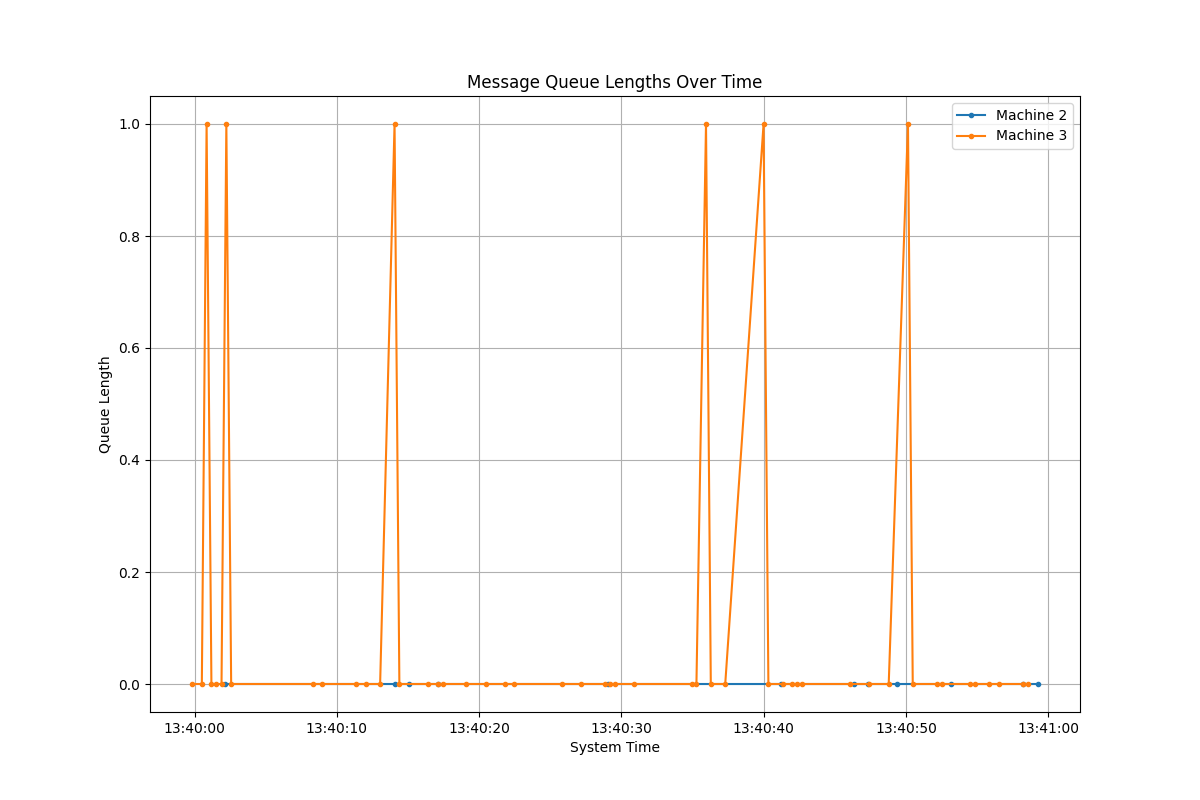 Message Queue Lengths Over Time
Machine 2
Machine 3
1.0
0.8
0.6
0.4
0.2
0.0
Queue Length
13:40:00 13:40:10 13:40:20 13:40:30 13:40:40 13:40:50 13:41:00
System Time